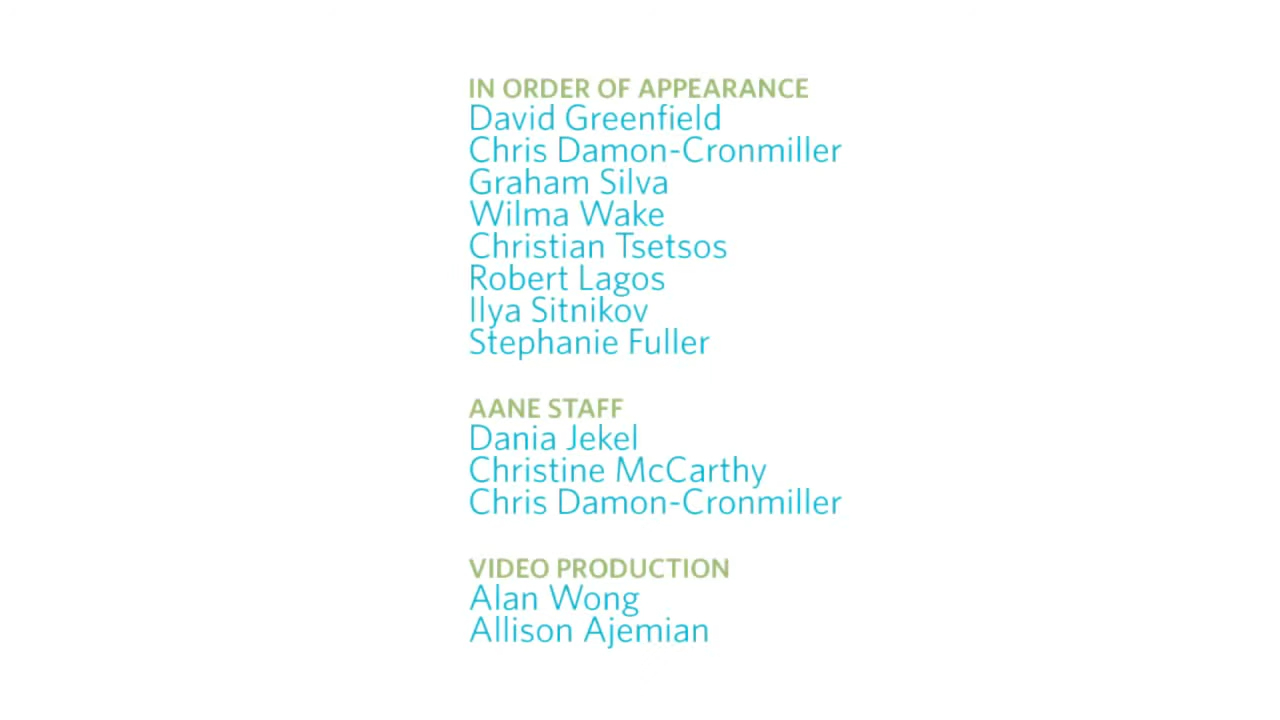 IN ORDER OF APPEARANCE
David Greenfield
Chris Damon-Cronmiller
Graham Silva
Wilma Wake
Christian Tsetsos
Robert Lagos
Ilya Sitnikov
Stephanie Fuller
AANE STAFF
Dania Jekel
Christine McCarthy
Chris Damon-Cronmiller
VIDEO PRODUCTION
Alan Wong
Allison Ajemian